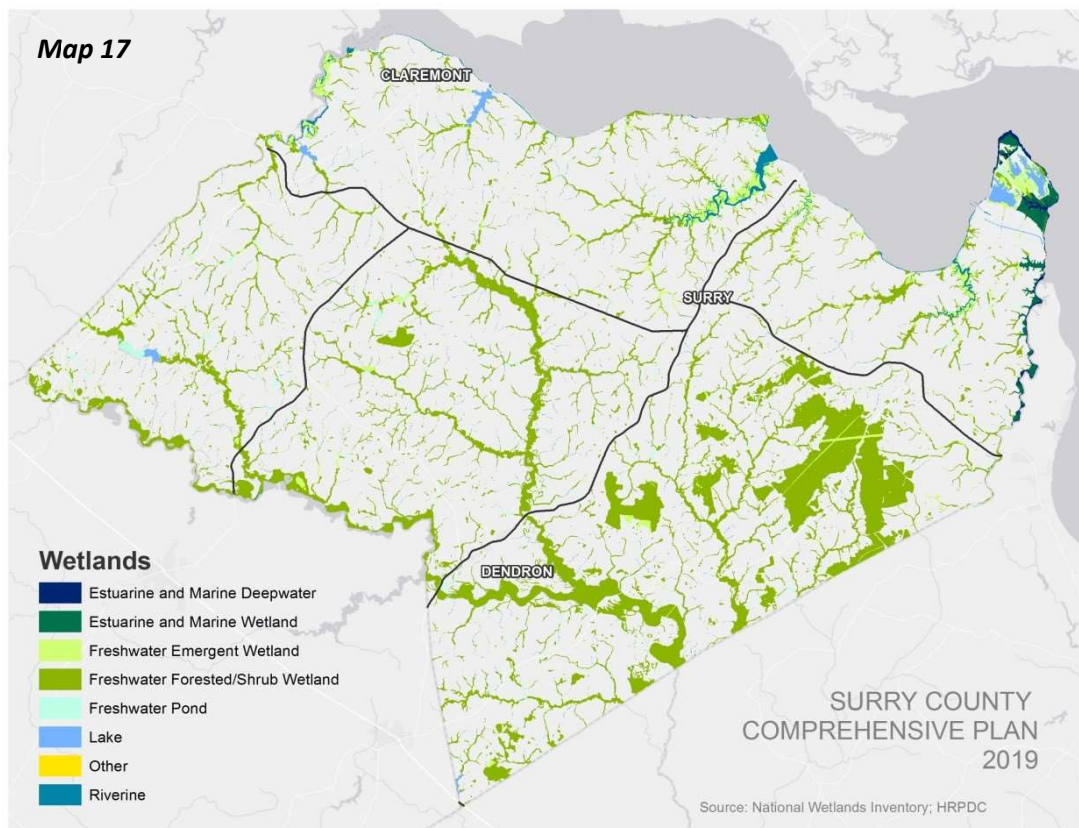 Map 17
CLAREMONT
SURRY
DENDRON
Wetlands
Estuarine and Marine Deepwater
Estuarine and Marine Wetland
Freshwater Emergent Wetland
Freshwater Forested/Shrub Wetland
Freshwater Pond
Lake
Other
Riverine
SURRY COUNTY
COMPREHENSIVE PLAN
2019
Source: National Wetlands Inventory; HRPDC